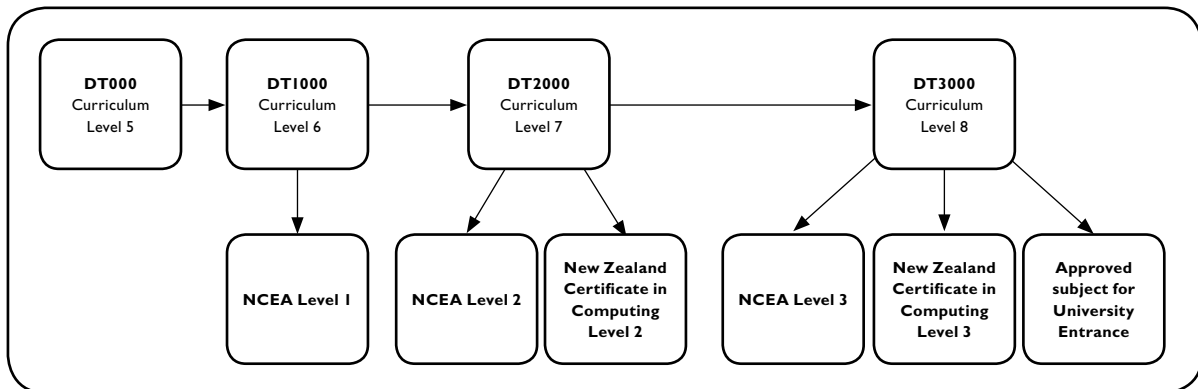 DT000
Curriculum
Level 5
DT1000
Curriculum
Level 6
DT2000
Curriculum
Level 7
DT3000
Curriculum
Level 8
NCEA Level 1
NCEA Level 2
New Zealand
Certificate in
Computing
Level 2
NCEA Level 3
New Zealand
Certificate in
Computing
Level 3
Approved
subject for
University
Entrance